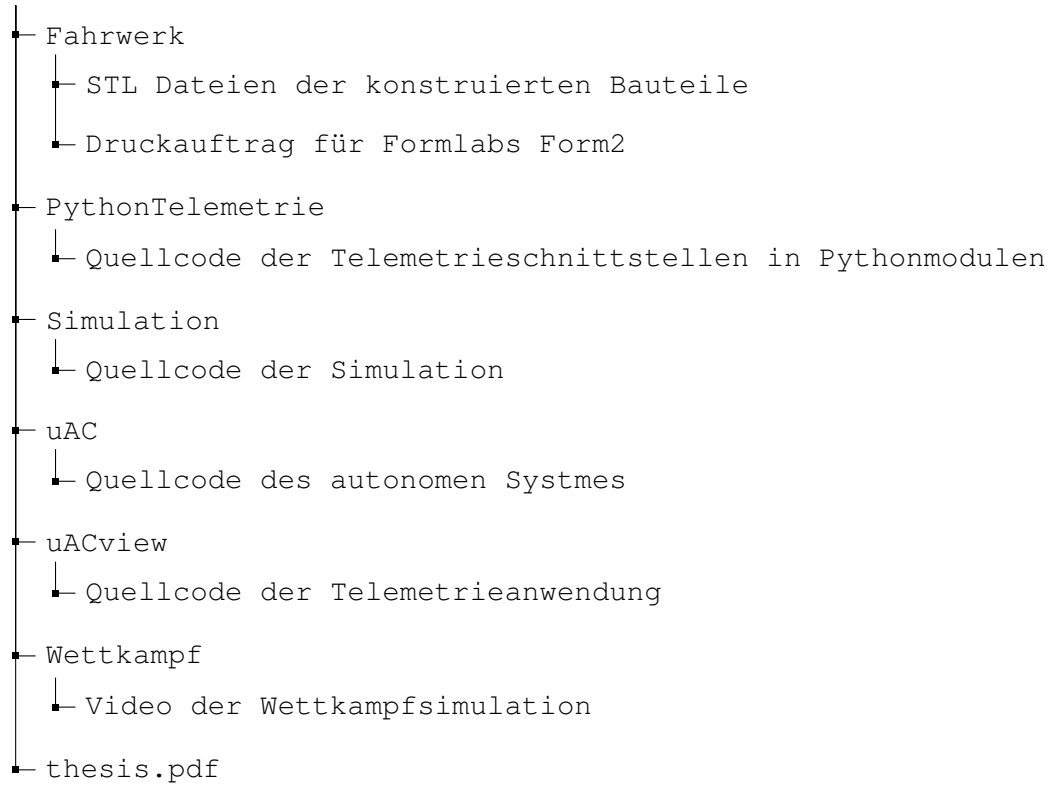 Fahrwerk
STL Dateien der konstruierten Bauteile
Druckauftrag für Formlabs Form2
PythonTelemetrie
Quellcode der Telemetrieschnittstellen in Pythonmodulen
Simulation
Quellcode der Simulation
uAC
Quellcode des autonomen Systmes
uACview
Quellcode der Telemetrieanwendung
Wettkampf
Video der Wettkampfsimulation
thesis.pdf